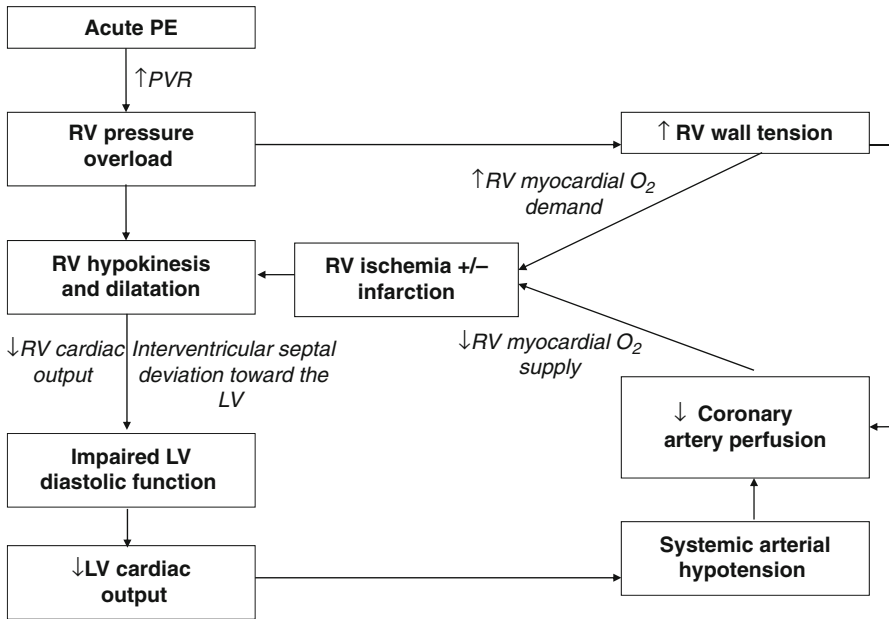 Acute PE
↑PVR
RV pressure
overload
↑ RV wall tension
↑RV myocardial O₂
demand
RV hypokinesis
and dilatation
RV ischemia +/–
infarction
↓RV cardiac
output
Interventricular septal
deviation toward the
LV
↓RV myocardial O₂
supply
↓ Coronary
artery perfusion
Impaired LV
diastolic function
Systemic arterial
hypotension
↓LV cardiac
output